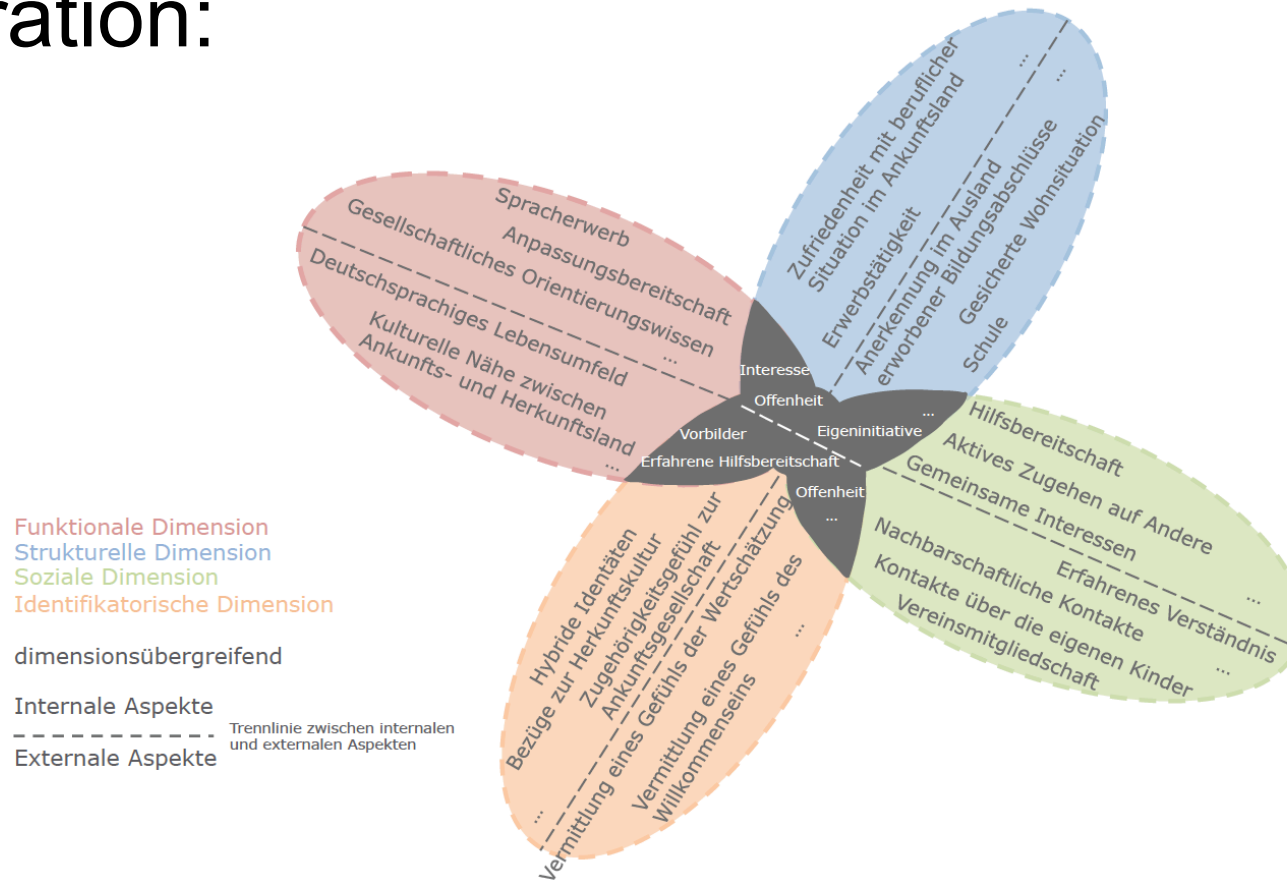 ration:
Spracherwerb
Anpassungsbereitschaft
Gesellschaftliches Orientierungswissen
...
Deutschsprachiges Lebensumfeld
Kulturelle Nähe zwischen
Ankunfts- und Herkunftsland
...
...
Zufriedenheit mit beruflicher
Situation im Ankunftsland
Erwerbstätigkeit
...
Anerkennung im Ausland
erworbener Bildungsabschlüsse
Gesicherte Wohnsituation
Schule
Interesse
Offenheit
...
Eigeninitiative
Vorbilder
Erfahrene Hilfsbereitschaft
Offenheit
...
Hilfsbereitschaft
Aktives Zugehen auf Andere
Gemeinsame Interessen
...
Erfahrenes Verständnis
Nachbarschaftliche Kontakte
...
Kontakte über die eigenen Kinder
Vereinsmitgliedschaft
Hybride Identäten
Bezüge zur Herkunftskultur
Zugehörigkeitsgefühl zur
Ankunftsgesellschaft
...
Vermittlung eines Gefühls der Wertschätzung
Vermittlung eines Gefühls des
Willkommenseins
...
Funktionale Dimension
Strukturelle Dimension
Soziale Dimension
Identifikatorische Dimension
dimensionsübergreifend
Internale Aspekte
Trennlinie zwischen internalen
und externalen Aspekten
Externale Aspekte